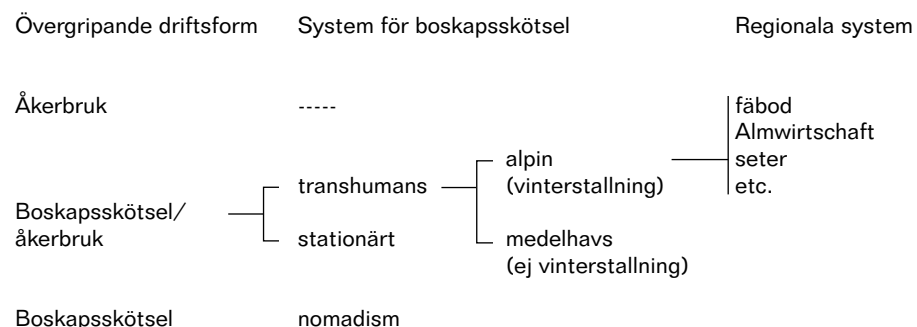 Övergripande driftsform System för boskapsskötsel Regionala system
Åkerbruk -----
fäbod
Almwirtschaft
seter
etc.
alpin
(vinterstallning)
transhumans
Boskapsskötsel/
åkerbruk
stationärt
medelhavs
(ej vinterstallning)
Boskapsskötsel nomadism